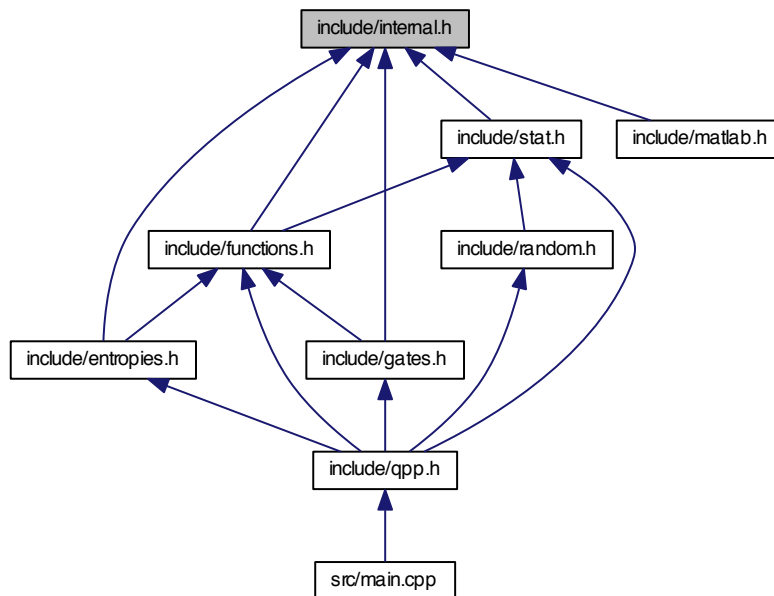 include/internal.h
include/stat.h
include/matlab.h
include/functions.h
include/random.h
include/entropies.h
include/gates.h
include/qpp.h
src/main.cpp